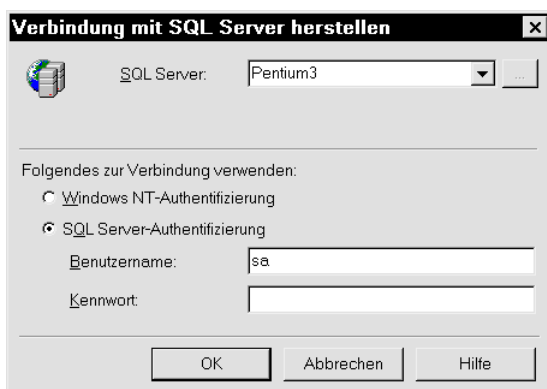 Verbindung mit SQL Server herstellen
SQL Server: Pentium3 ...
Folgendes zur Verbindung verwenden:
Windows NT-Authentifizierung
SQL Server-Authentifizierung
Benutzername: sa
Kennwort:
OK Abbrechen Hilfe